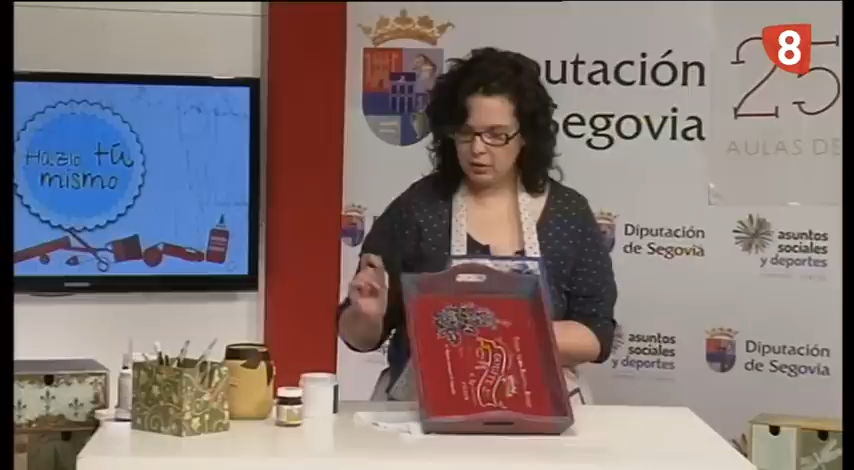 8
Diputación
Segovia
25
AULAS DE
Hazlo tú
mismo
Diputación
de Segovia
asuntos
sociales
y deportes
asuntos
sociales
y deportes
Diputación
de Segovia